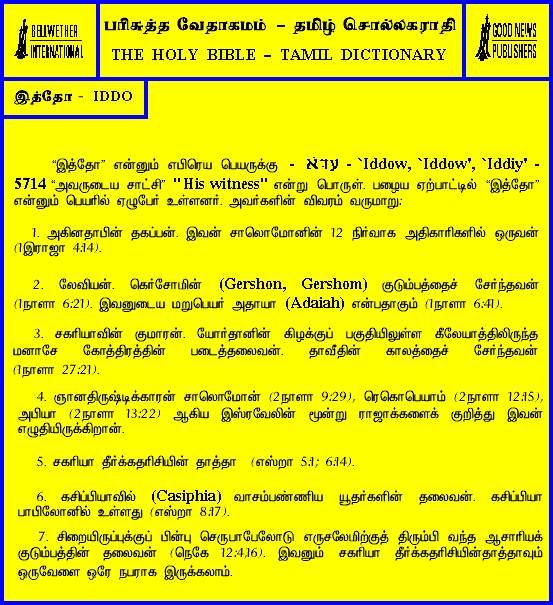 BELLWETHER
INTERNATIONAL
பரிசுத்த வேதாகமம் – தமிழ் சொல்லகராதி
THE HOLY BIBLE – TAMIL DICTIONARY
GOOD NEWS
PUBLISHERS
இத்தோ - IDDO
“இத்தோ” என்னும் எபிரெய பெயருக்கு - עִדּוֹא - `Iddow, `Iddow', `Iddiy' -
5714 “அவருடைய சாட்சி” "His witness" என்று பொருள். பழைய ஏற்பாட்டில் “இத்தோ”
என்னும் பெயரில் ஏழுபேர் உள்ளனர். அவர்களின் விவரம் வருமாறு:
1. அகினதாபின் தகப்பன். இவன் சாலொமோனின் 12 நிர்வாக அதிகாரிகளில் ஒருவன்
(1இராஜா 4:14).
2. லேவியன். கெர்சோமின் (Gershon, Gershom) குடும்பத்தைச் சேர்ந்தவன்
(1நாளா 6:21). இவனுடைய மறுபெயர் அதாயா (Adaiah) என்பதாகும் (1நாளா 6:41).
3. சகரியாவின் குமாரன். யோர்தானின் கிழக்குப் பகுதியிலுள்ள கீலேயாத்திலிருந்த
மனாசே கோத்திரத்தின் படைத்தலைவன். தாவீதின் காலத்தைச் சேர்ந்தவன்
(1நாளா 27:21).
4. ஞானதிருஷ்டிக்காரன் சாலொமோன் (2நாளா 9:29), ரெகொபெயாம் (2நாளா 12:15),
அபியா (2நாளா 13:22) ஆகிய இஸ்ரவேலின் மூன்று ராஜாக்களைக் குறித்து இவன்
எழுதியிருக்கிறான்.
5. சகரியா தீர்க்கதரிசியின் தாத்தா (எஸ்றா 5:1; 6:14).
6. கசிப்பியாவில் (Casiphia) வாசம்பண்ணிய யூதர்களின் தலைவன். கசிப்பியா
பாபிலோனில் உள்ளது (எஸ்றா 8:17).
7. சிறையிருப்புக்குப் பின்பு செருபாபேலோடு எருசலேமிற்குத் திரும்பி வந்த ஆசாரியக்
குடும்பத்தின் தலைவன் (நெகே 12:4,16). இவனும் சகரியா தீர்க்கதரிசியின்தாத்தாவும்
ஒருவேளை ஒரே நபராக இருக்கலாம்.